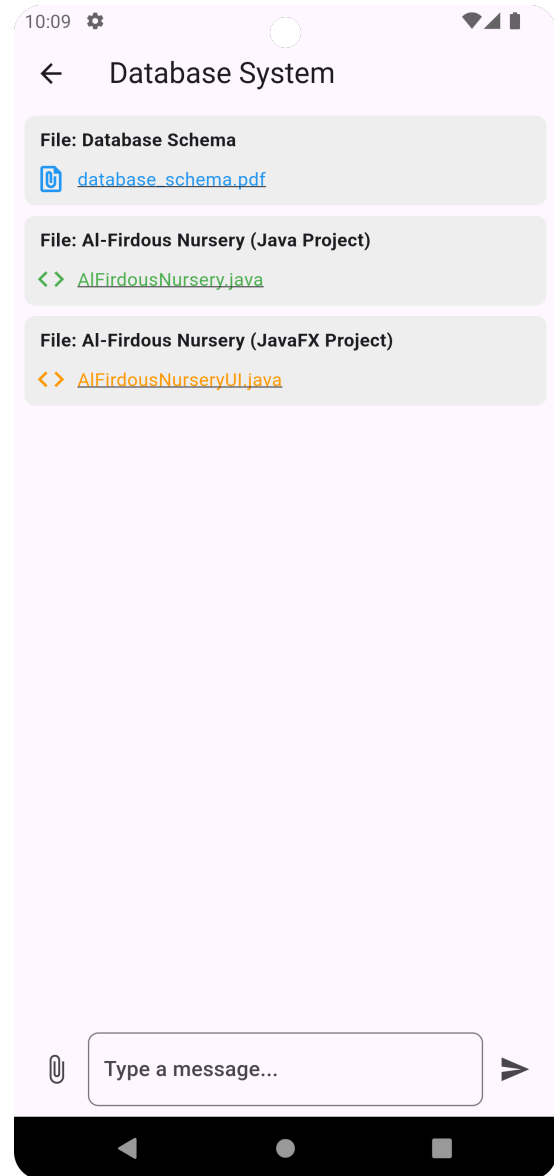 10:09
Database System
File: Database Schema
database_schema.pdf
File: Al-Firdous Nursery (Java Project)
AlFirdousNursery.java
File: Al-Firdous Nursery (JavaFX Project)
AlFirdousNurseryUI.java
Type a message...